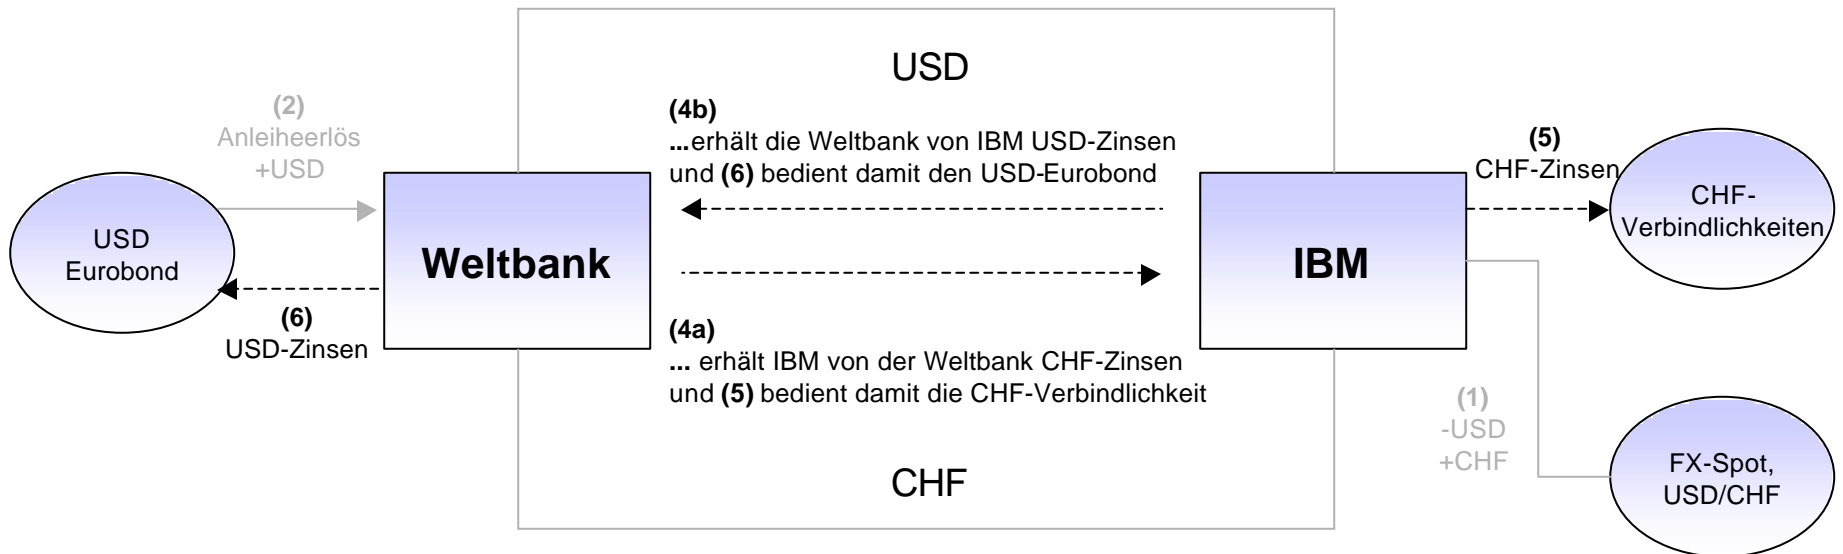 USD
(2)
Anleiheerlös
+USD
(4b)
...erhält die Weltbank von IBM USD-Zinsen
und (6) bedient damit den USD-Eurobond
(5)
CHF-Zinsen
USD
Eurobond
Weltbank
IBM
CHF-
Verbindlichkeiten
(6)
USD-Zinsen
(4a)
... erhält IBM von der Weltbank CHF-Zinsen
und (5) bedient damit die CHF-Verbindlichkeit
(1)
-USD
+CHF
CHF
FX-Spot,
USD/CHF